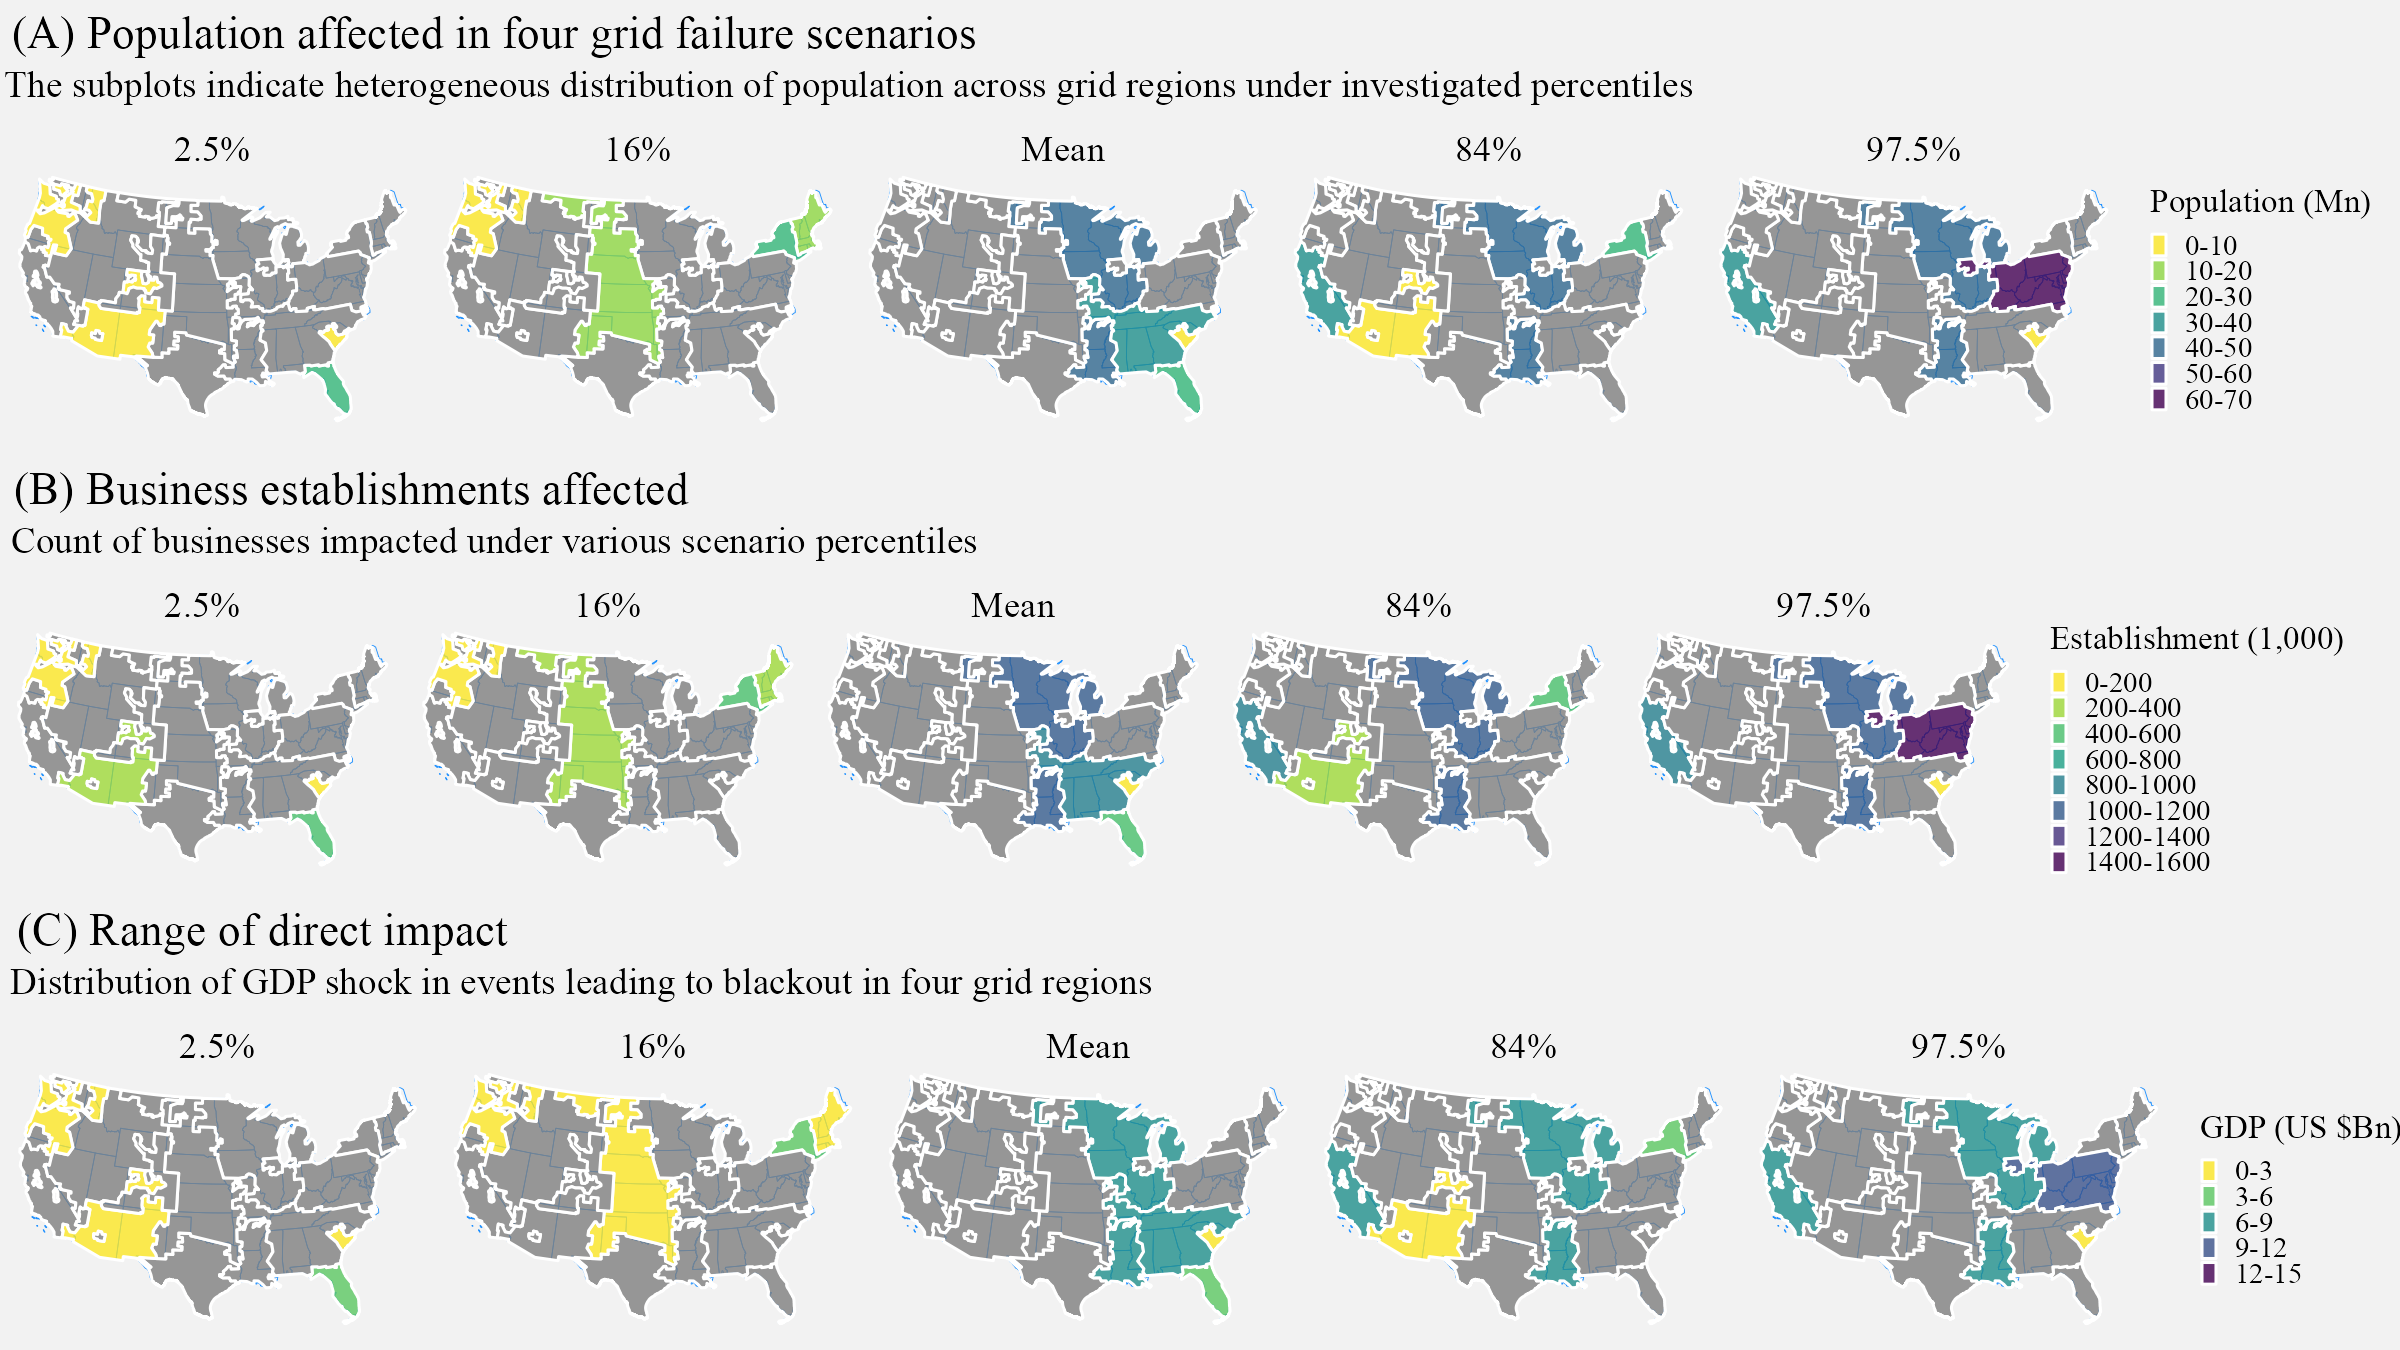 (A) Population affected in four grid failure scenarios
The subplots indicate heterogeneous distribution of population across grid regions under investigated percentiles
2.5%
16%
Mean
84%
97.5%
Population (Mn)
0-10
10-20
20-30
30-40
40-50
50-60
60-70
(B) Business establishments affected
Count of businesses impacted under various scenario percentiles
2.5%
16%
Mean
84%
97.5%
Establishment (1,000)
0-200
200-400
400-600
600-800
800-1000
1000-1200
1200-1400
1400-1600
(C) Range of direct impact
Distribution of GDP shock in events leading to blackout in four grid regions
2.5%
16%
Mean
84%
97.5%
GDP (US $Bn)
0-3
3-6
6-9
9-12
12-15